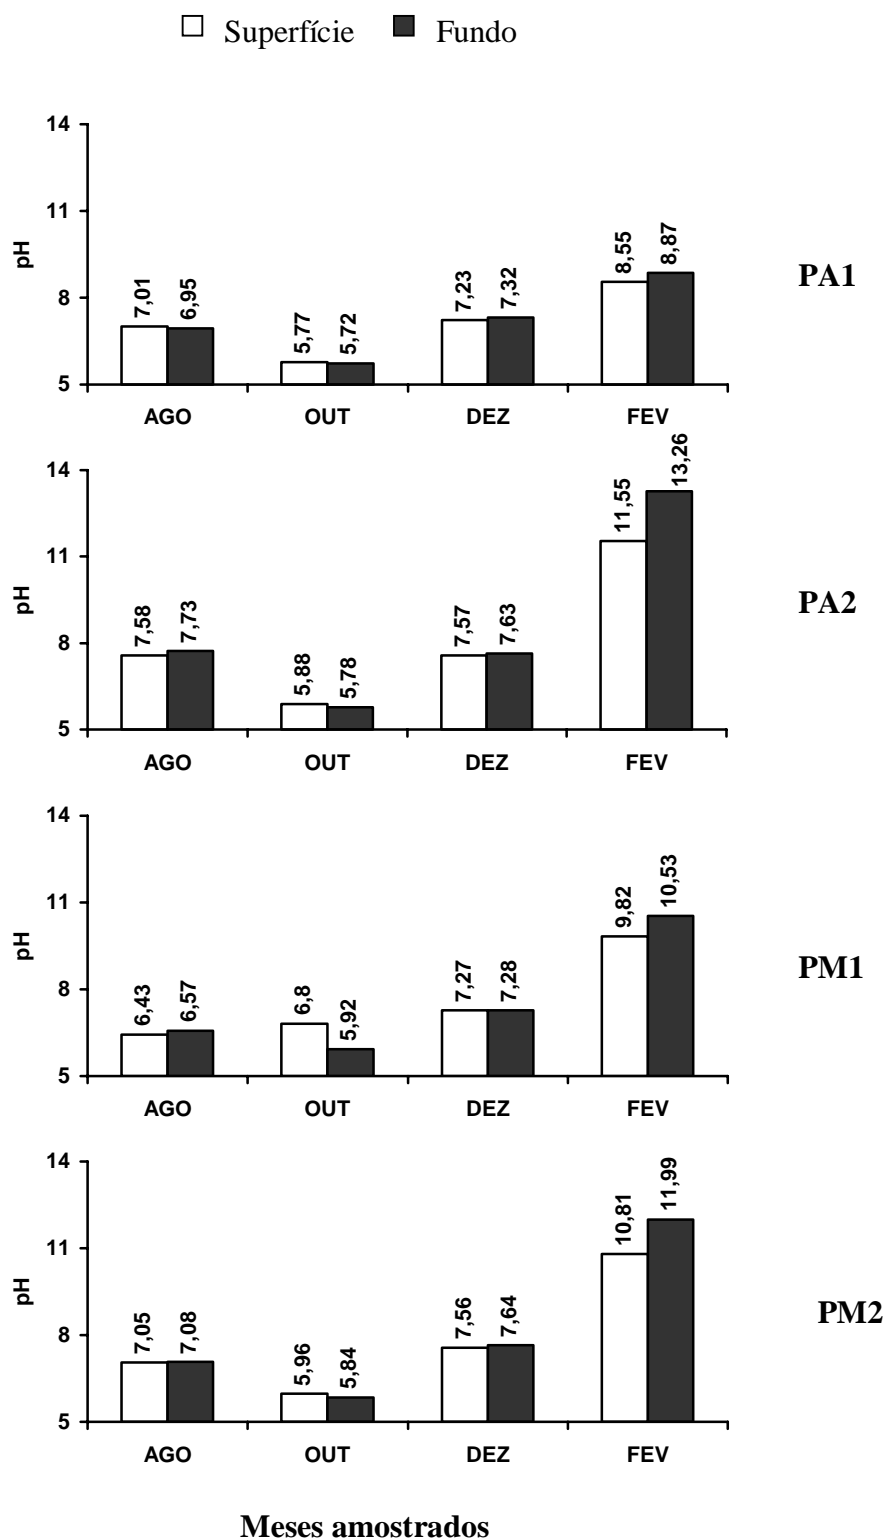 Superfície Fundo
14
11
8
5
pH
7,01 6,95 5,77 5,72 7,23 7,32 8,55 8,87
AGO OUT DEZ FEV
PA1
14
11
8
5
pH
7,58 7,73 5,88 5,78 7,57 7,63 11,55 13,26
AGO OUT DEZ FEV
PA2
14
11
8
5
pH
6,43 6,57 6,8 5,92 7,27 7,28 9,82 10,53
AGO OUT DEZ FEV
PM1
14
11
8
5
pH
7,05 7,08 5,96 5,84 7,56 7,64 10,81 11,99
AGO OUT DEZ FEV
PM2
Meses amostrados